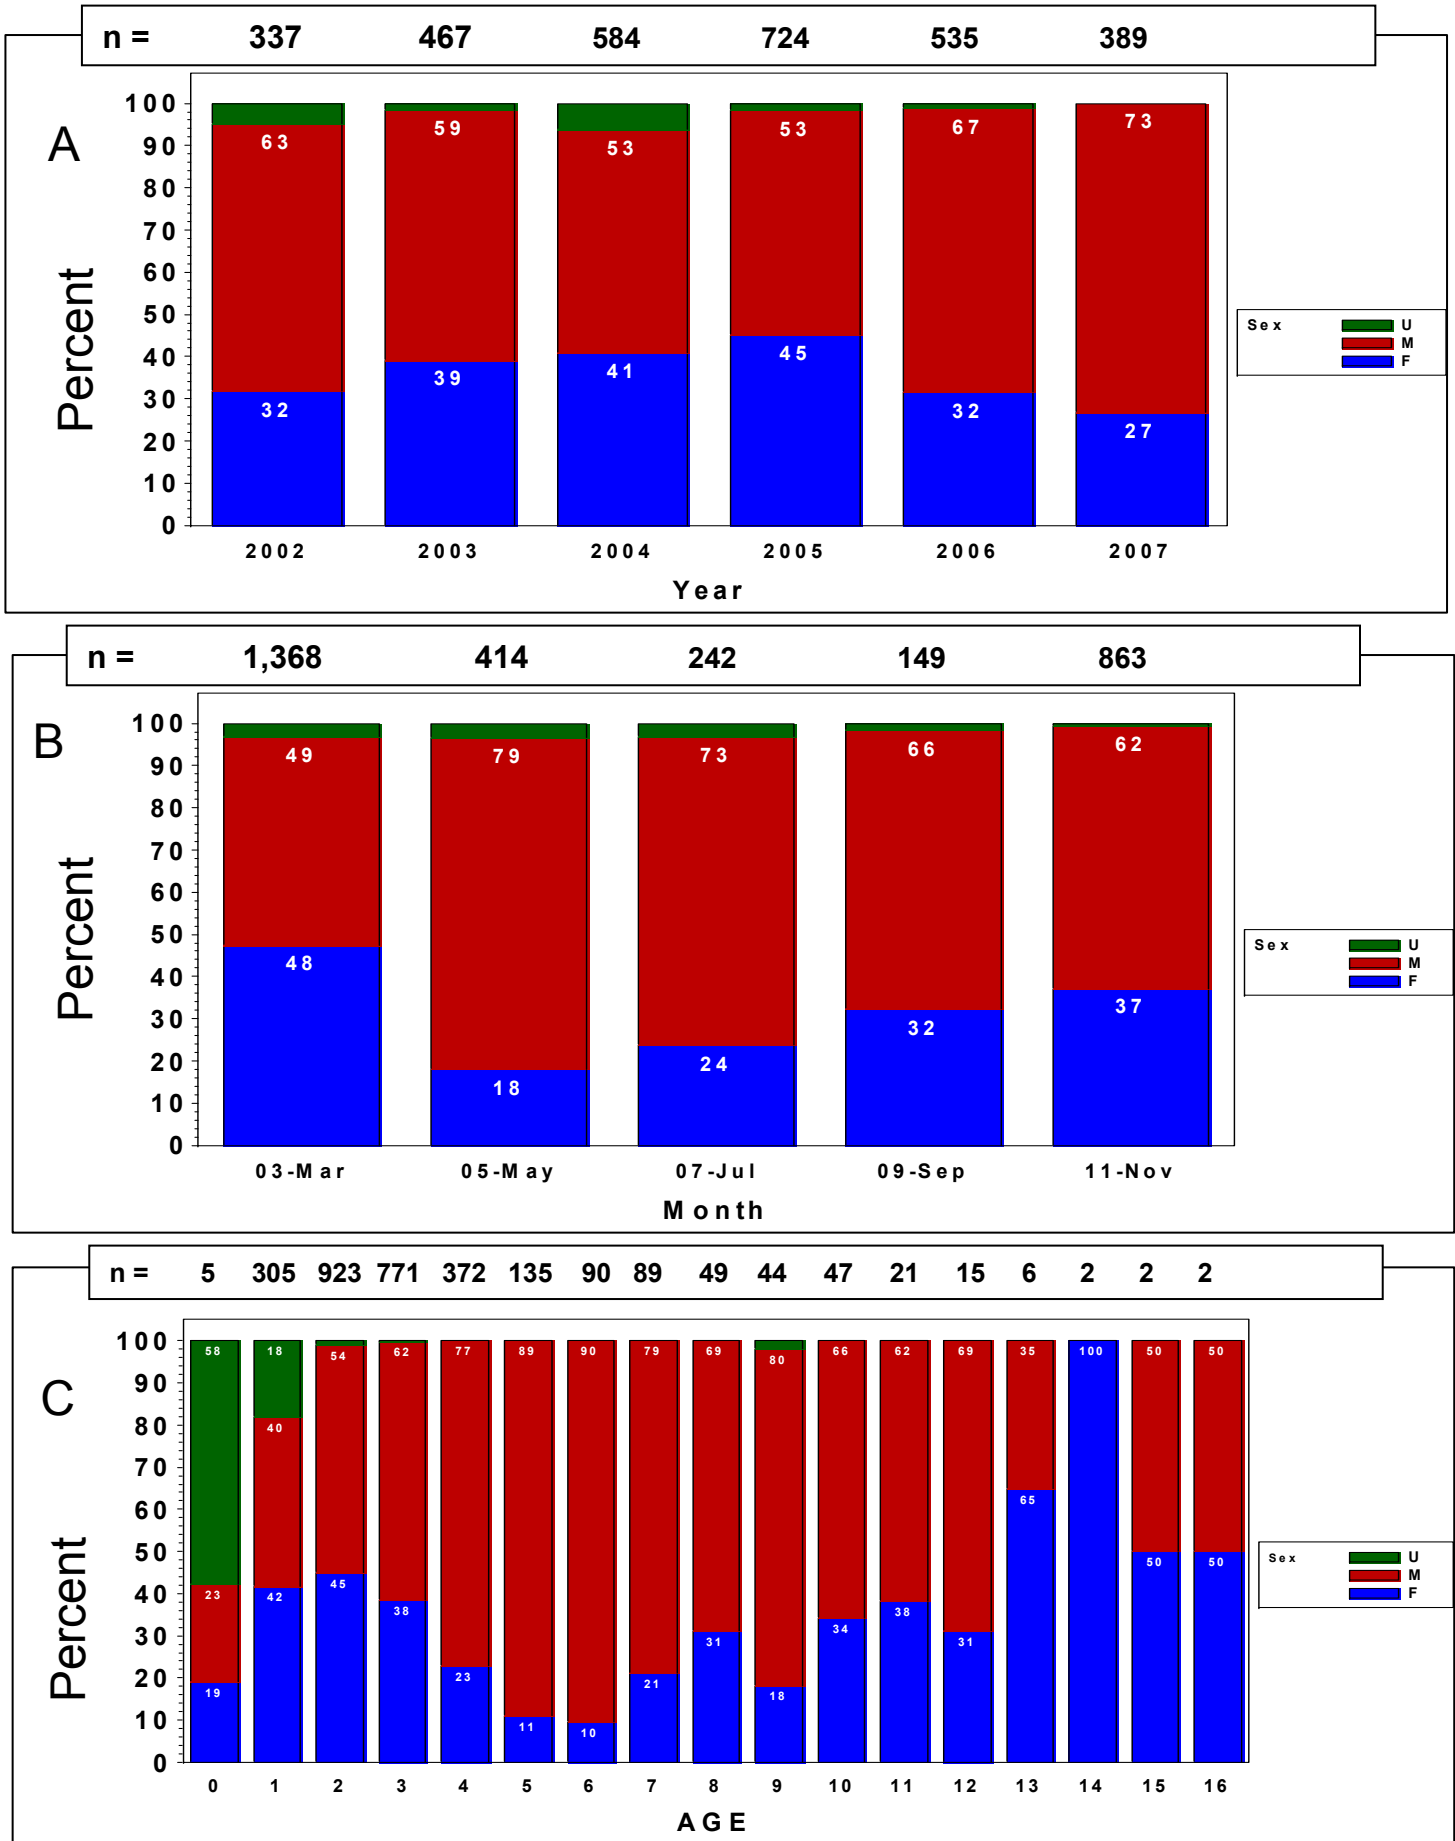 n = 337 467 584 724 535 389
A
Percent
100
90
80
70
60
50
40
30
20
10
0
63 59 53 53 67 73
32 39 41 45 32 27
2002 2003 2004 2005 2006 2007
Year
Sex U
M
F
n = 1,368 414 242 149 863
B
Percent
100
90
80
70
60
50
40
30
20
10
0
49 79 73 66 62
48 18 24 32 37
03-Mar 05-May 07-Jul 09-Sep 11-Nov
Month
Sex U
M
F
n = 5 305 923 771 372 135 90 89 49 44 47 21 15 6 2 2 2
C
Percent
100
90
80
70
60
50
40
30
20
10
0
58 18 54 62 77 89 90 79 69 80 66 62 69 35 100 50 50
23 40
19 42 45 38 23 11 10 21 31 18 34 38 31 65 50 50
0 1 2 3 4 5 6 7 8 9 10 11 12 13 14 15 16
AGE
Sex U
M
F